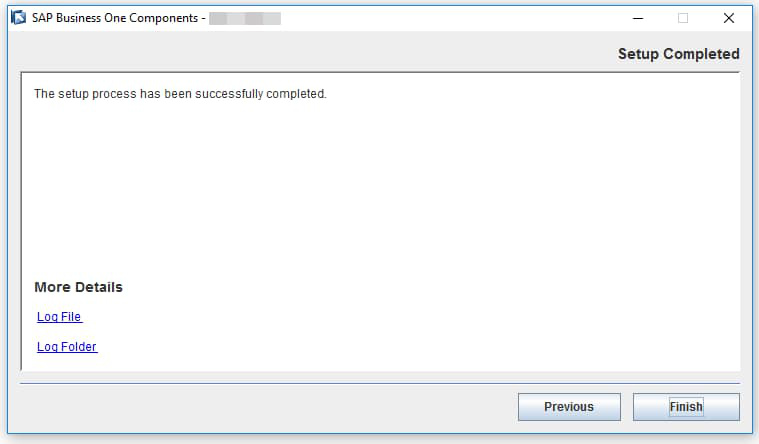 SAP Business One Components -
Setup Completed
The setup process has been successfully completed.
More Details
Log File
Log Folder
Previous
Finish